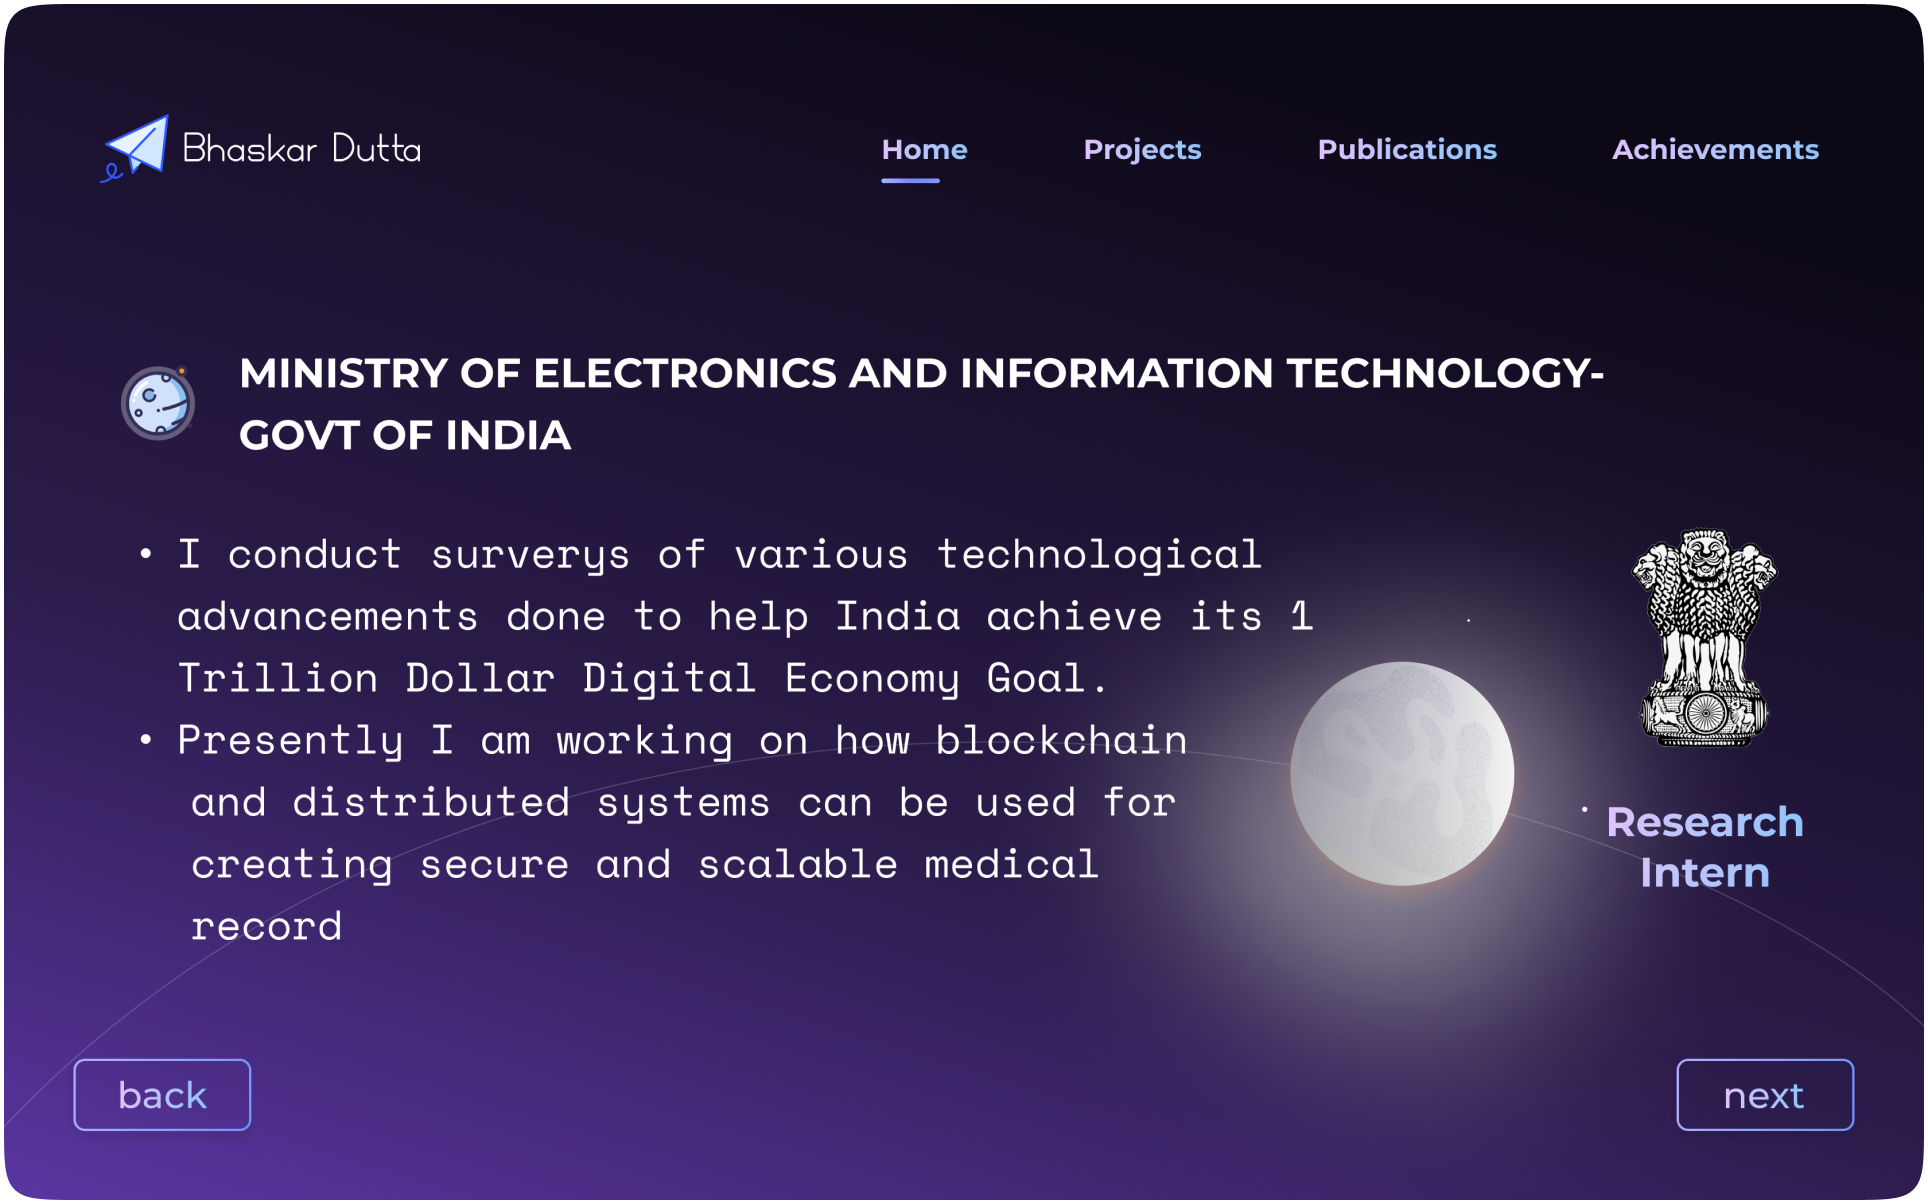 Bhaskar Dutta
Home
Projects
Publications
Achievements
MINISTRY OF ELECTRONICS AND INFORMATION TECHNOLOGY-
GOVT OF INDIA
• I conduct surverys of various technological
advancements done to help India achieve its 1
Trillion Dollar Digital Economy Goal.
• Presently I am working on how blockchain
and distributed systems can be used for
creating secure and scalable medical
record
Research
Intern
back
next